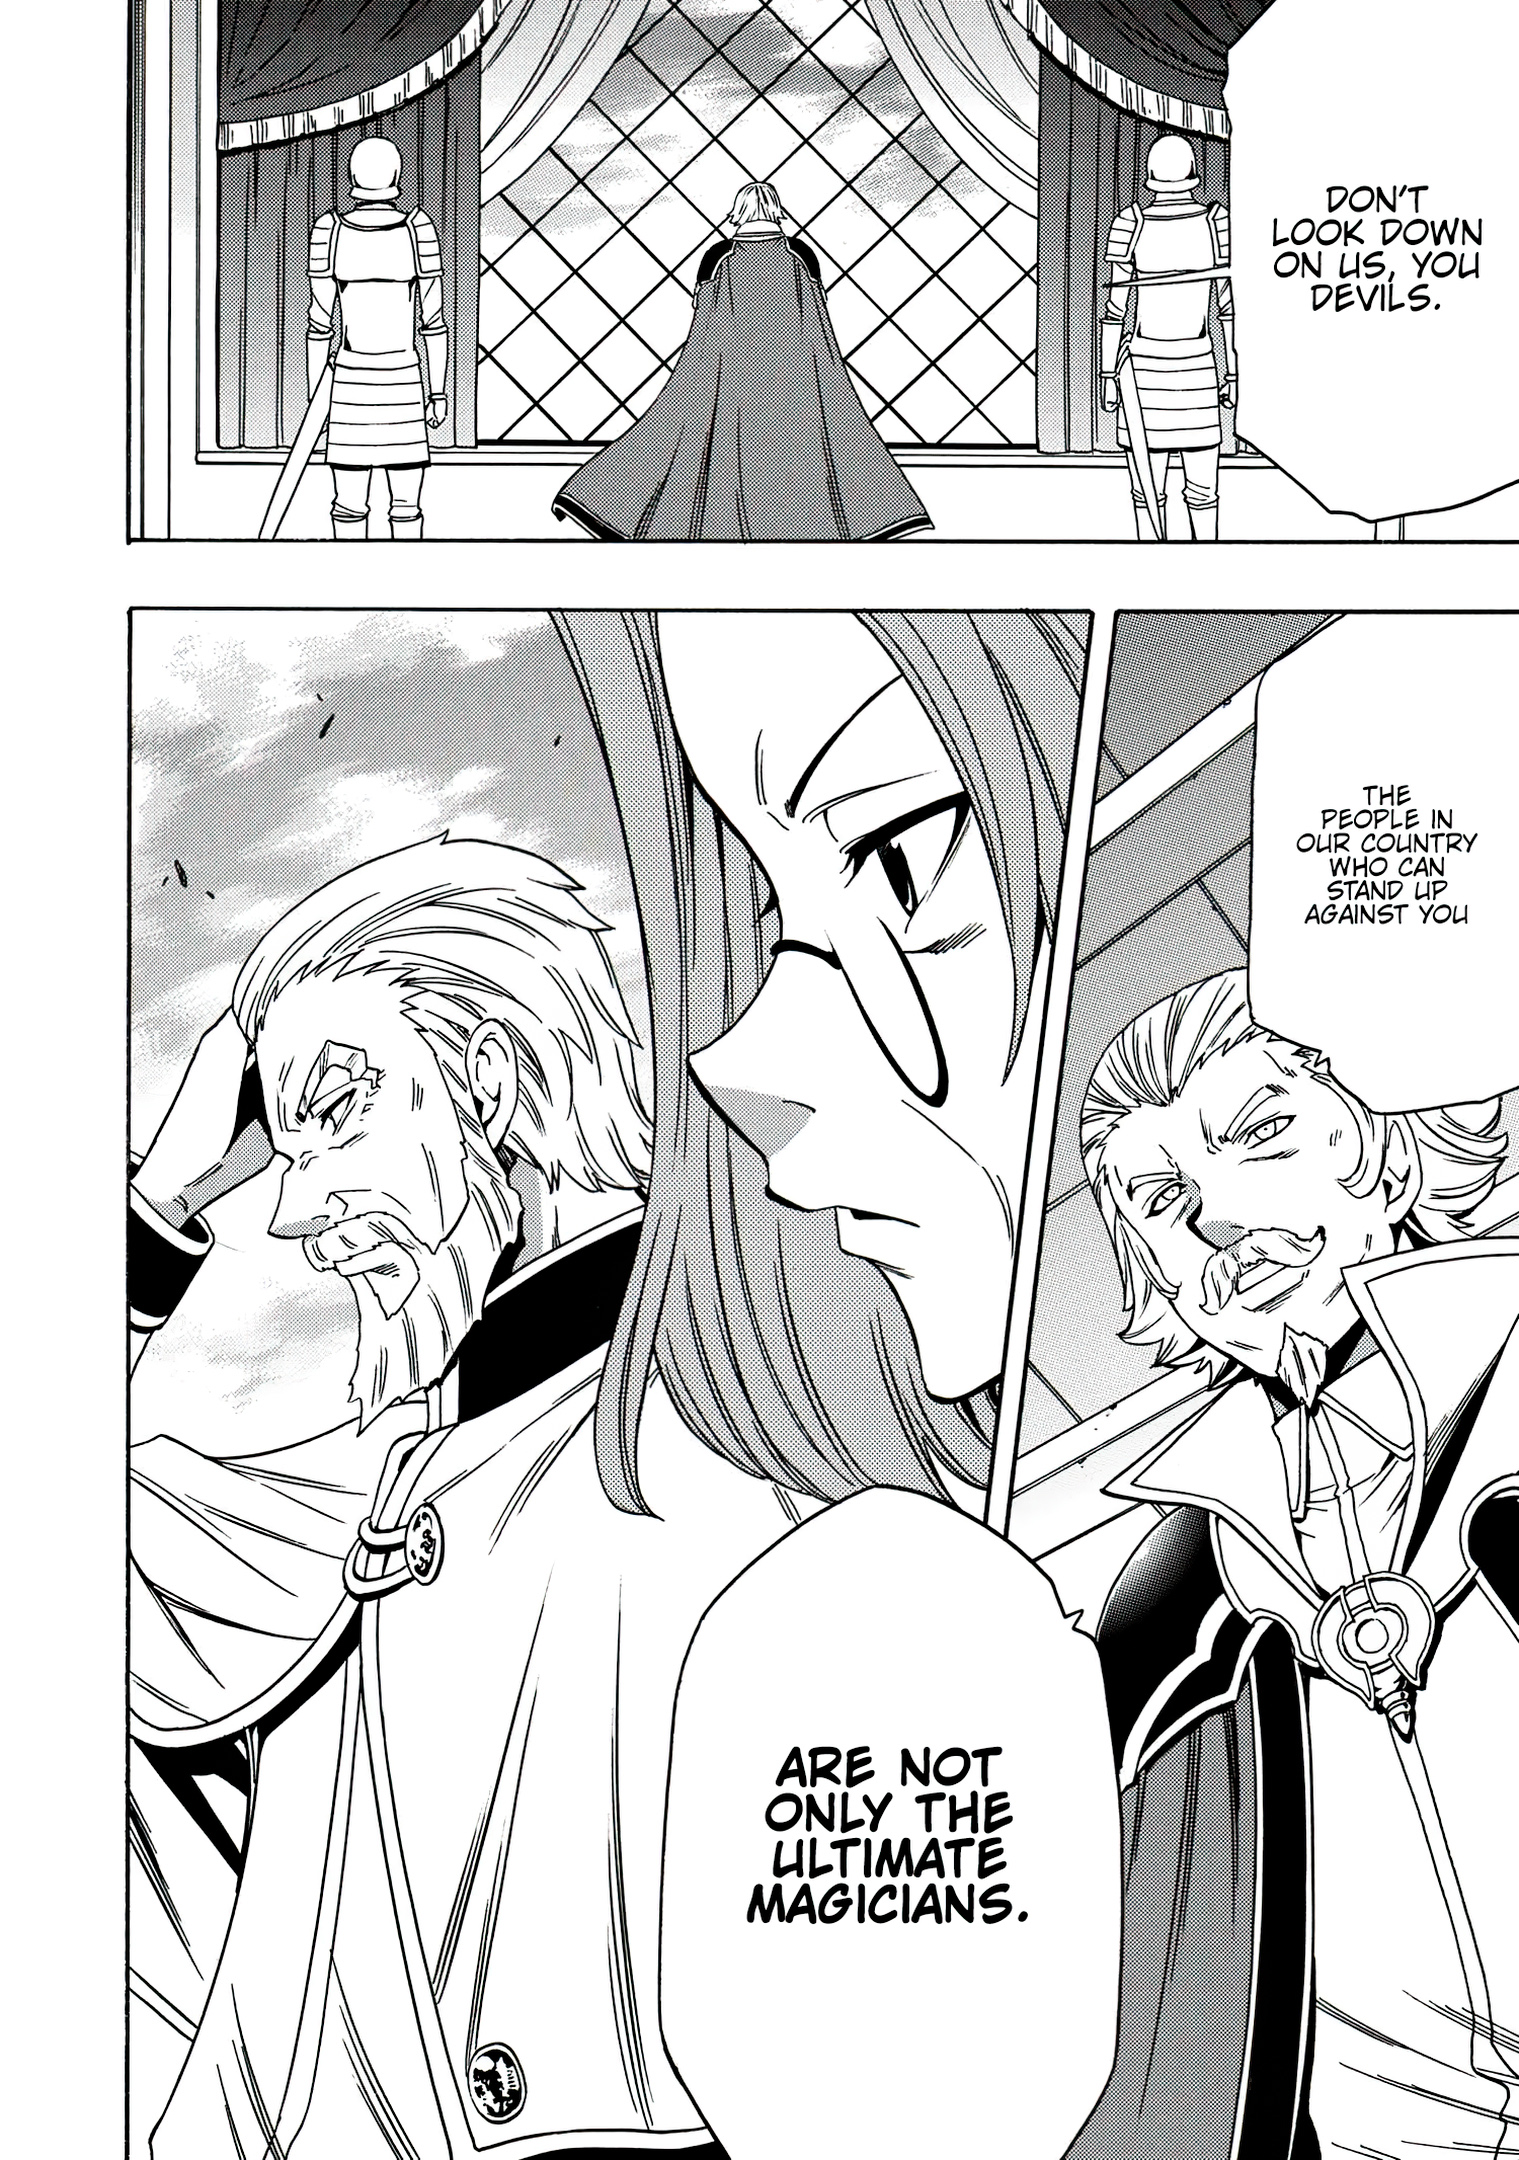 DON'T
LOOK DOWN
ON US, YOU
DEVILS.
THE
PEOPLE IN
OUR COUNTRY
WHO CAN
STAND UP
AGAINST YOU
ARE NOT
ONLY THE
ULTIMATE
MAGICIANS.